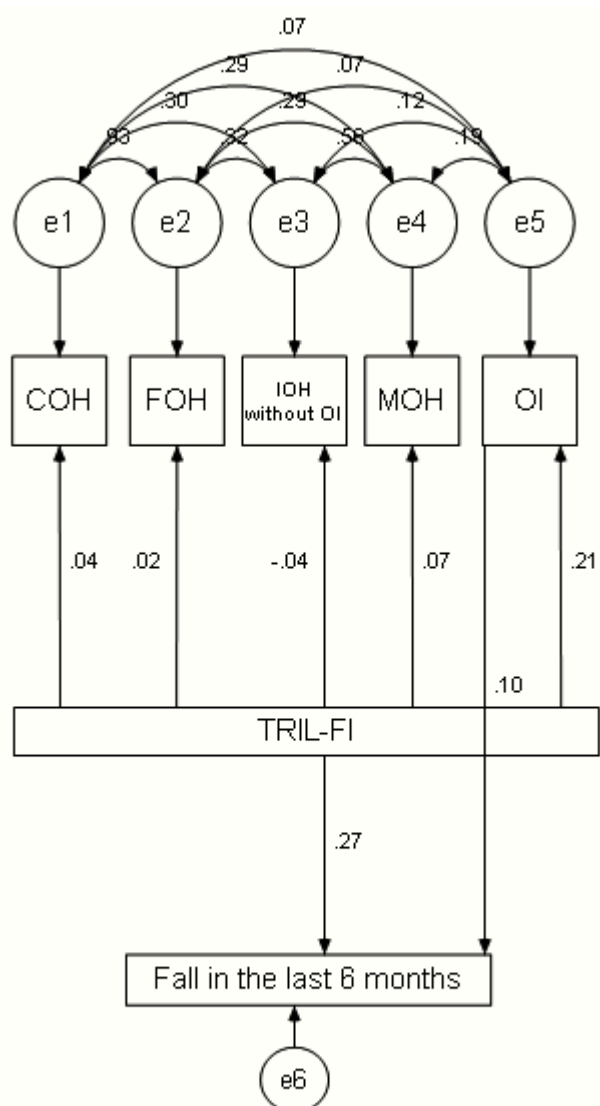 .07
.29 .07
.30 .29 .12
.93 .32 .38 .19
e1 e2 e3 e4 e5
COH FOH IOH without OI MOH OI
.04 .02 -.04 .07 .21
.10
TRIL-FI
.27
Fall in the last 6 months
e6